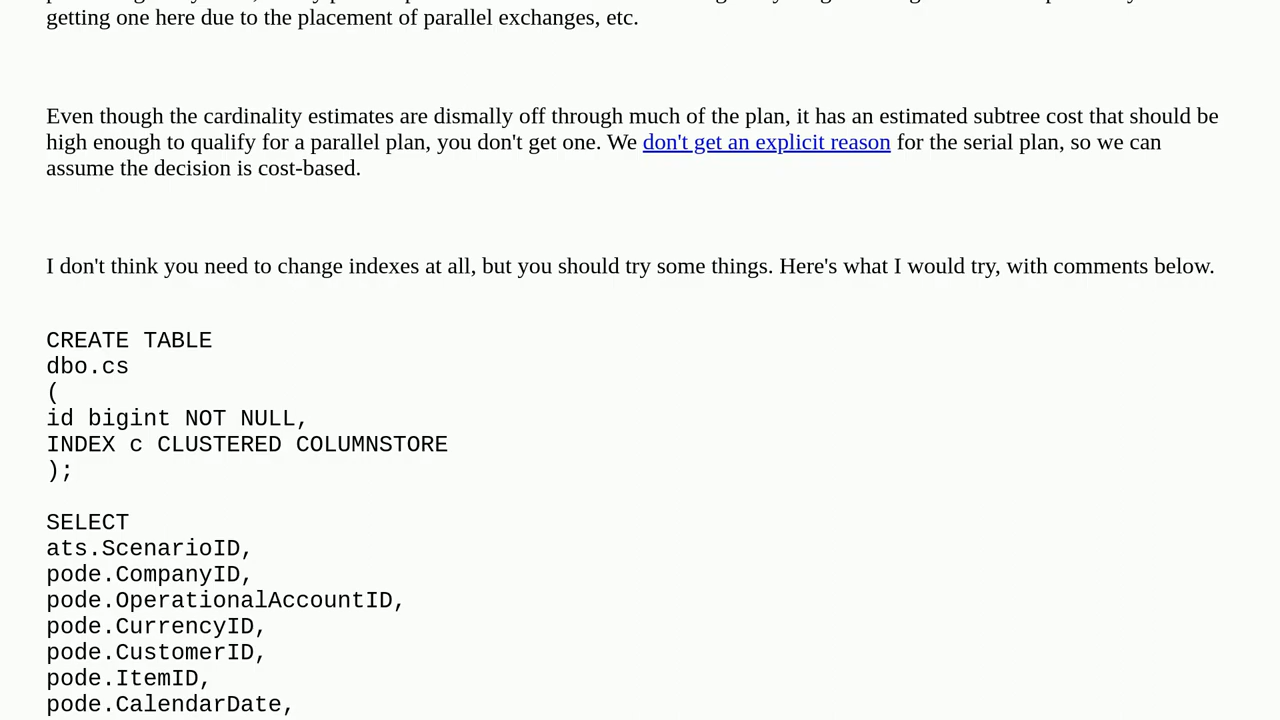 getting one here due to the placement of parallel exchanges, etc.
Even though the cardinality estimates are dismally off through much of the plan, it has an estimated subtree cost that should be
high enough to qualify for a parallel plan, you don't get one. We don't get an explicit reason for the serial plan, so we can
assume the decision is cost-based.
I don't think you need to change indexes at all, but you should try some things. Here's what I would try, with comments below.
CREATE TABLE
dbo.cs
(
id bigint NOT NULL,
INDEX c CLUSTERED COLUMNSTORE
);
SELECT
ats.ScenarioID,
pode.CompanyID,
pode.OperationalAccountID,
pode.CurrencyID,
pode.CustomerID,
pode.ItemID,
pode.CalendarDate,